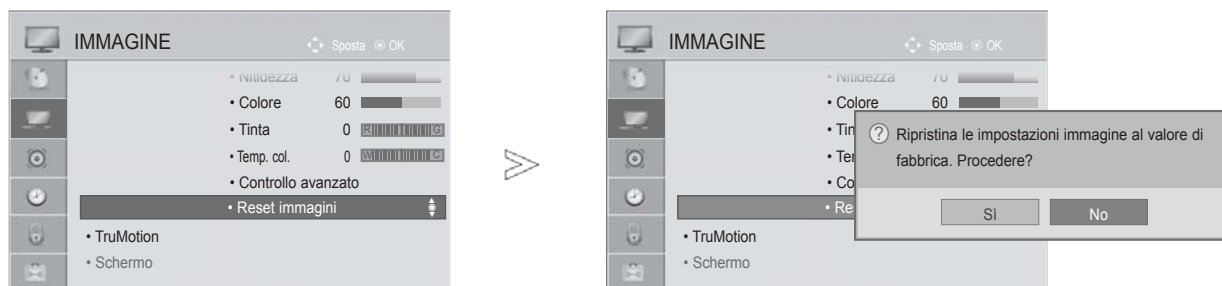 IMMAGINE
Sposta OK
• Nitidezza 70
• Colore 60
• Tinta 0 R G
• Temp. col. 0 W C
• Controllo avanzato
• Reset immagini
• TruMotion
• Schermo
IMMAGINE
Sposta OK
• Nitidezza 70
• Colore 60
• Tin
• Ter
• Co
• Re
• TruMotion
• Schermo
? Ripristina le impostazioni immagine al valore di
fabbrica. Procedere?
Sì No